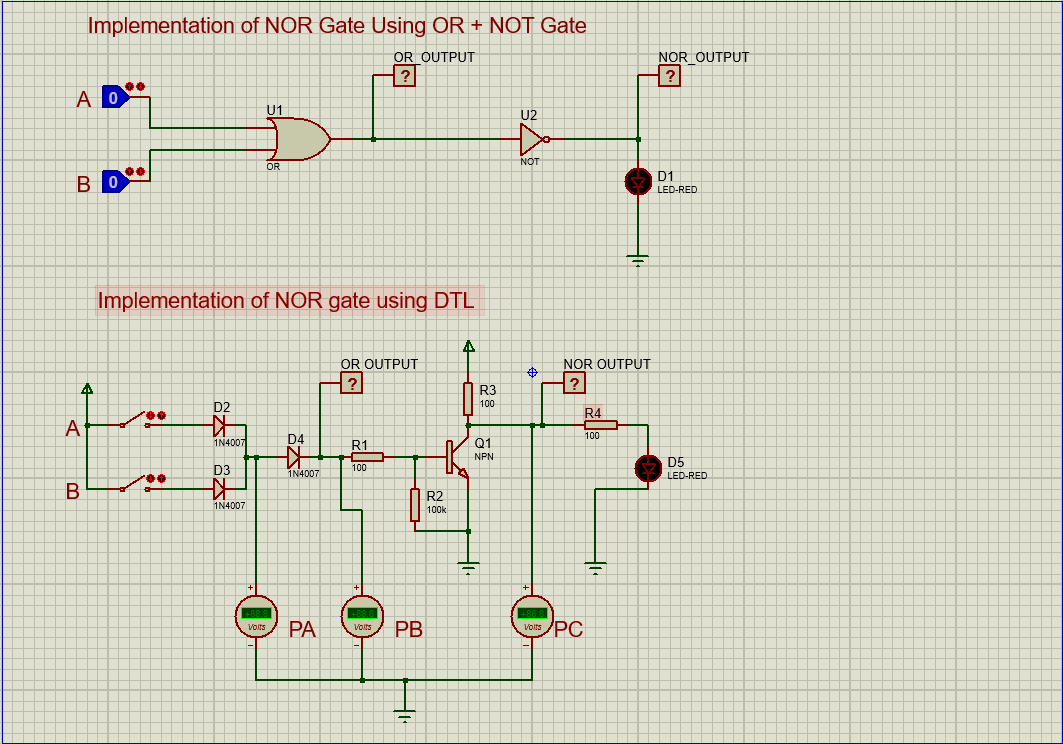 Implementation of NOR Gate Using OR + NOT Gate
OR_OUTPUT
NOR_OUTPUT
?
?
A
0
U1
U2
OR
NOT
B
0
D1
LED-RED
Implementation of NOR gate using DTL
OR OUTPUT
NOR OUTPUT
?
?
R3
100
A
D2
1N4007
D4
1N4007
R1
100
Q1
NPN
R4
100
B
D3
1N4007
R2
100k
D5
LED-RED
+
+
+
Volts
PA
Volts
PB
Volts
PC
−
−
−